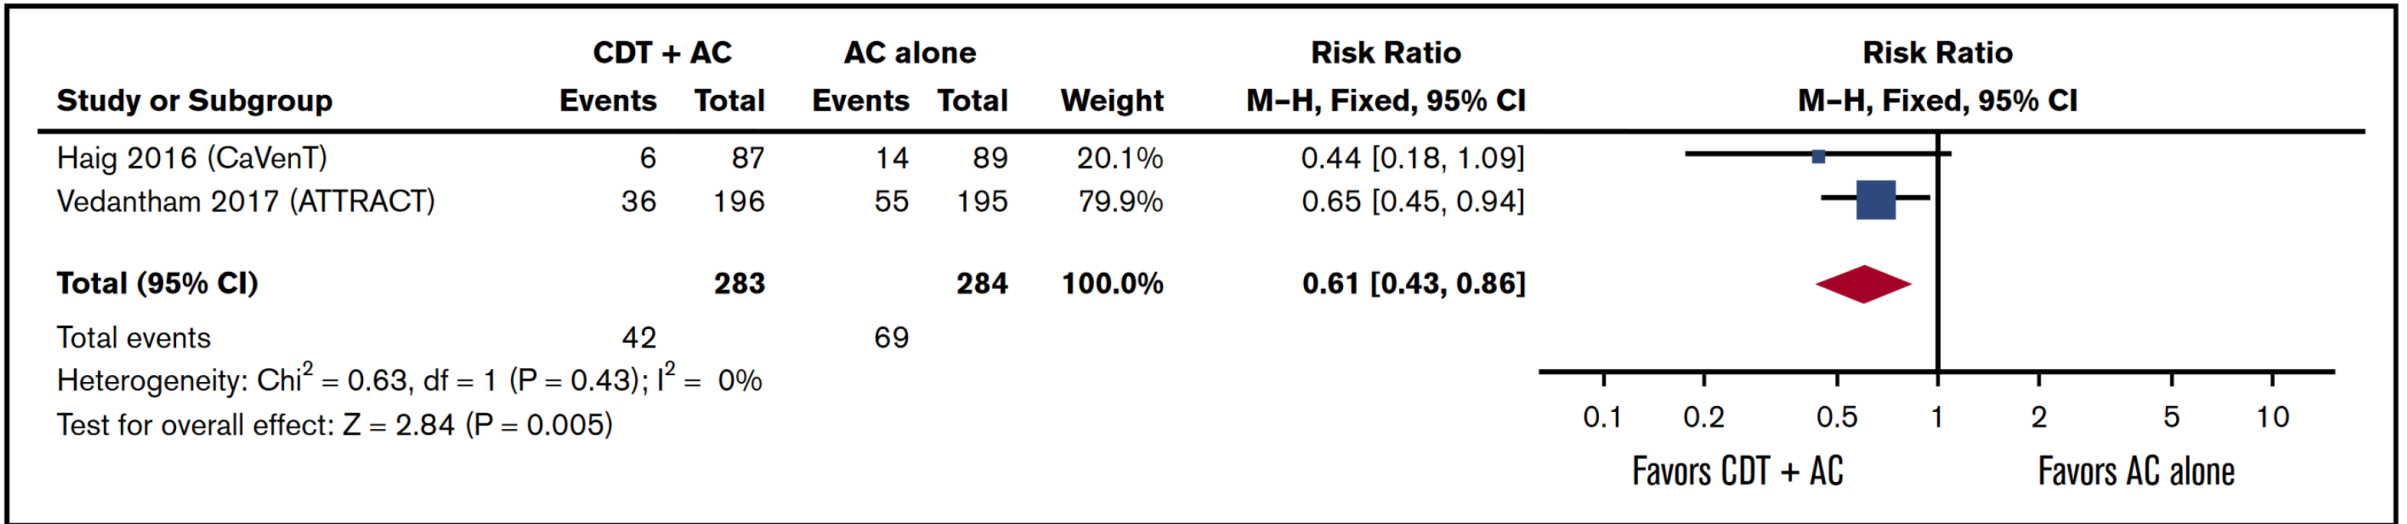 CDT + AC AC alone Risk Ratio Risk Ratio
Study or Subgroup Events Total Events Total Weight M–H, Fixed, 95% CI M–H, Fixed, 95% CI
Haig 2016 (CaVenT) 6 87 14 89 20.1% 0.44 [0.18, 1.09]
Vedantham 2017 (ATTRACT) 36 196 55 195 79.9% 0.65 [0.45, 0.94]
Total (95% CI) 283 284 100.0% 0.61 [0.43, 0.86]
Total events 42 69
Heterogeneity: Chi² = 0.63, df = 1 (P = 0.43); I² = 0%
Test for overall effect: Z = 2.84 (P = 0.005)
0.1 0.2 0.5 1 2 5 10
Favors CDT + AC Favors AC alone